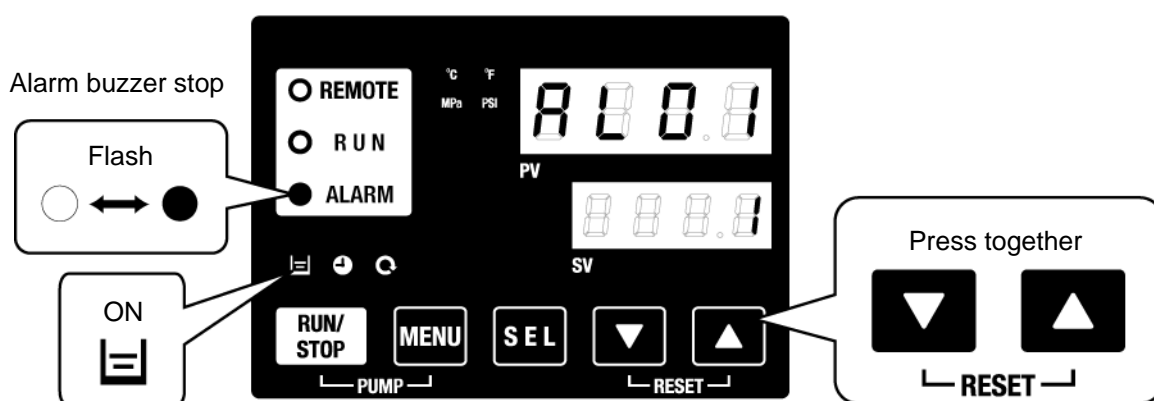 Alarm buzzer stop
Flash
ON
REMOTE
RUN
ALARM
°C °F
MPa PSI
AL01
PV
1
SV
RUN/
STOP
MENU
SEL
PUMP
RESET
Press together
RESET